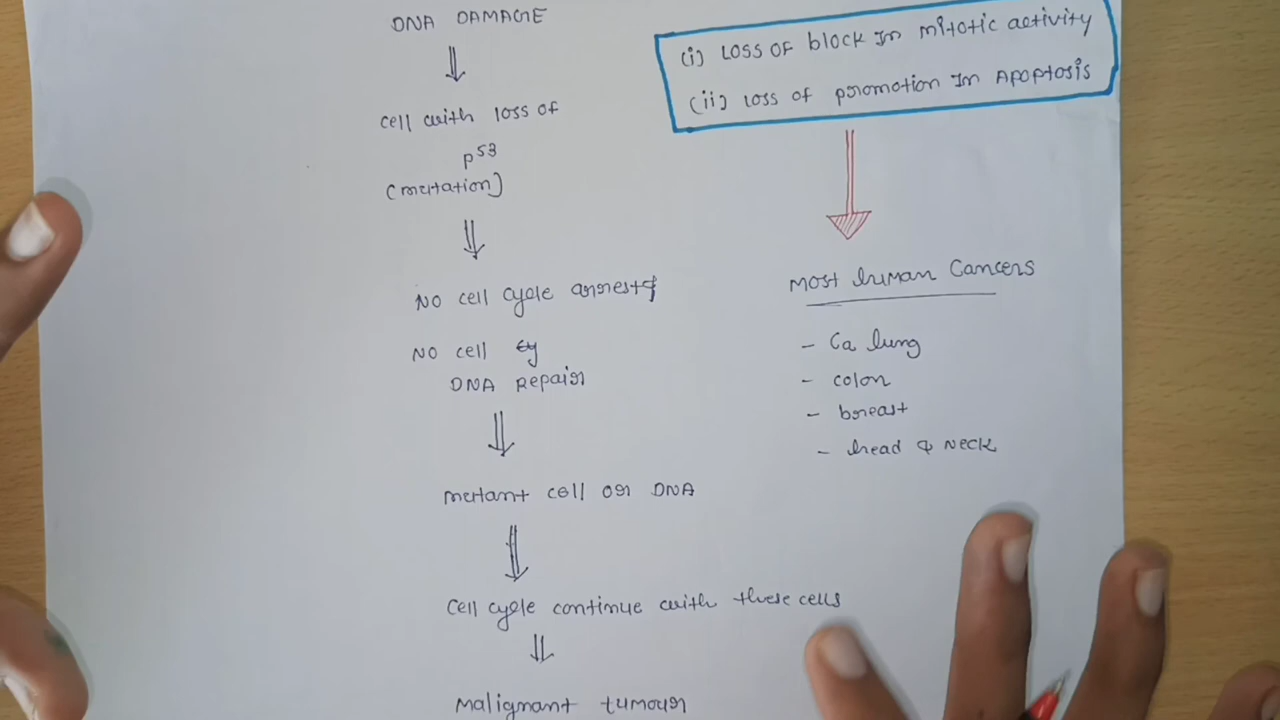 DNA DAMAGE
cell with loss of
p53
(mutation)
NO cell cycle arrest &
NO cell cy
DNA Repair
mutant cell or DNA
Cell cycle continue with these cells
Malignant tumour
(i) Loss of block In mitotic activity
(ii) Loss of promotion In Apoptosis
Most human Cancers
- Ca lung
- colon
- breast
- head & Neck